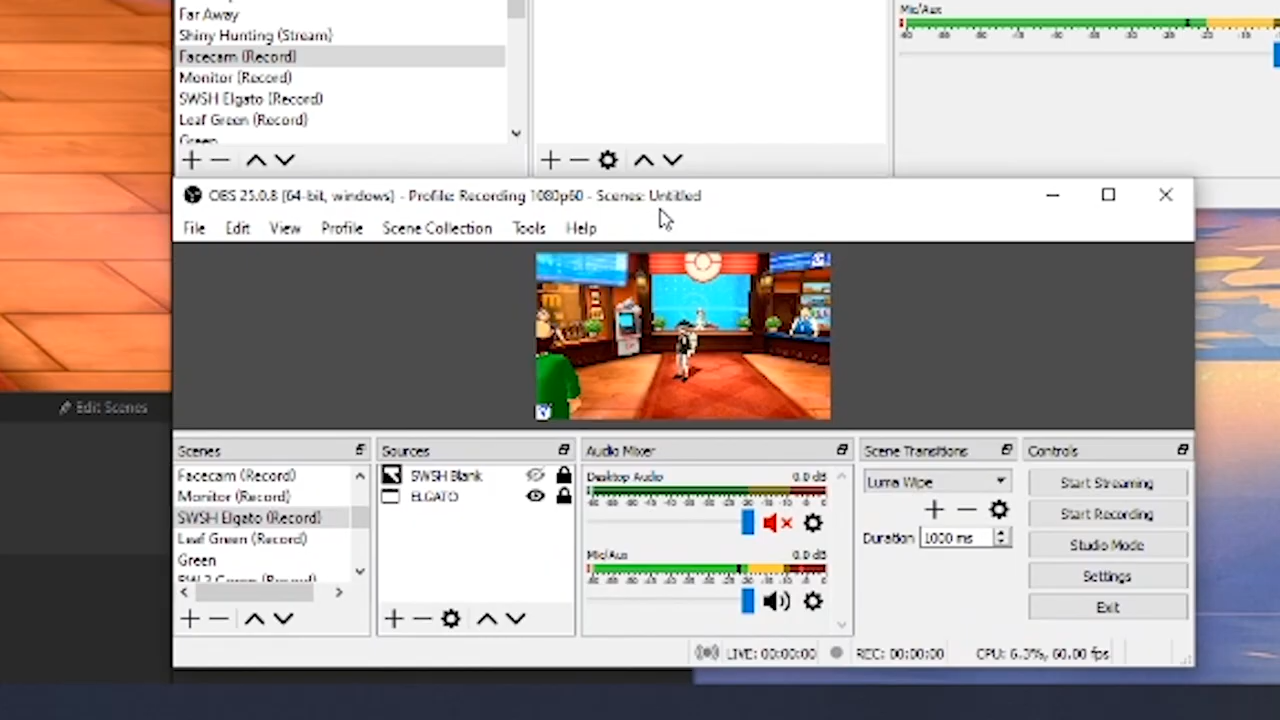 Far Away
Shiny Hunting (Stream)
Facecam (Record)
Monitor (Record)
SWSH Elgato (Record)
Leaf Green (Record)
Green
Mic/Aux
OBS 25.0.8 (64-bit, windows) - Profile: Recording 1080p60 - Scenes: Untitled
File Edit View Profile Scene Collection Tools Help
Edit Scenes
Scenes
Facecam (Record)
Monitor (Record)
SWSH Elgato (Record)
Leaf Green (Record)
Green
Sources
SWSH Blank
ELGATO
Audio Mixer
Desktop Audio 0.0 dB
Mic/Aux 0.0 dB
Scene Transitions
Luma Wipe
Duration 1000 ms
Controls
Start Streaming
Start Recording
Studio Mode
Settings
Exit
LIVE: 00:00:00 REC: 00:00:00 CPU: 6.3%, 60.00 fps